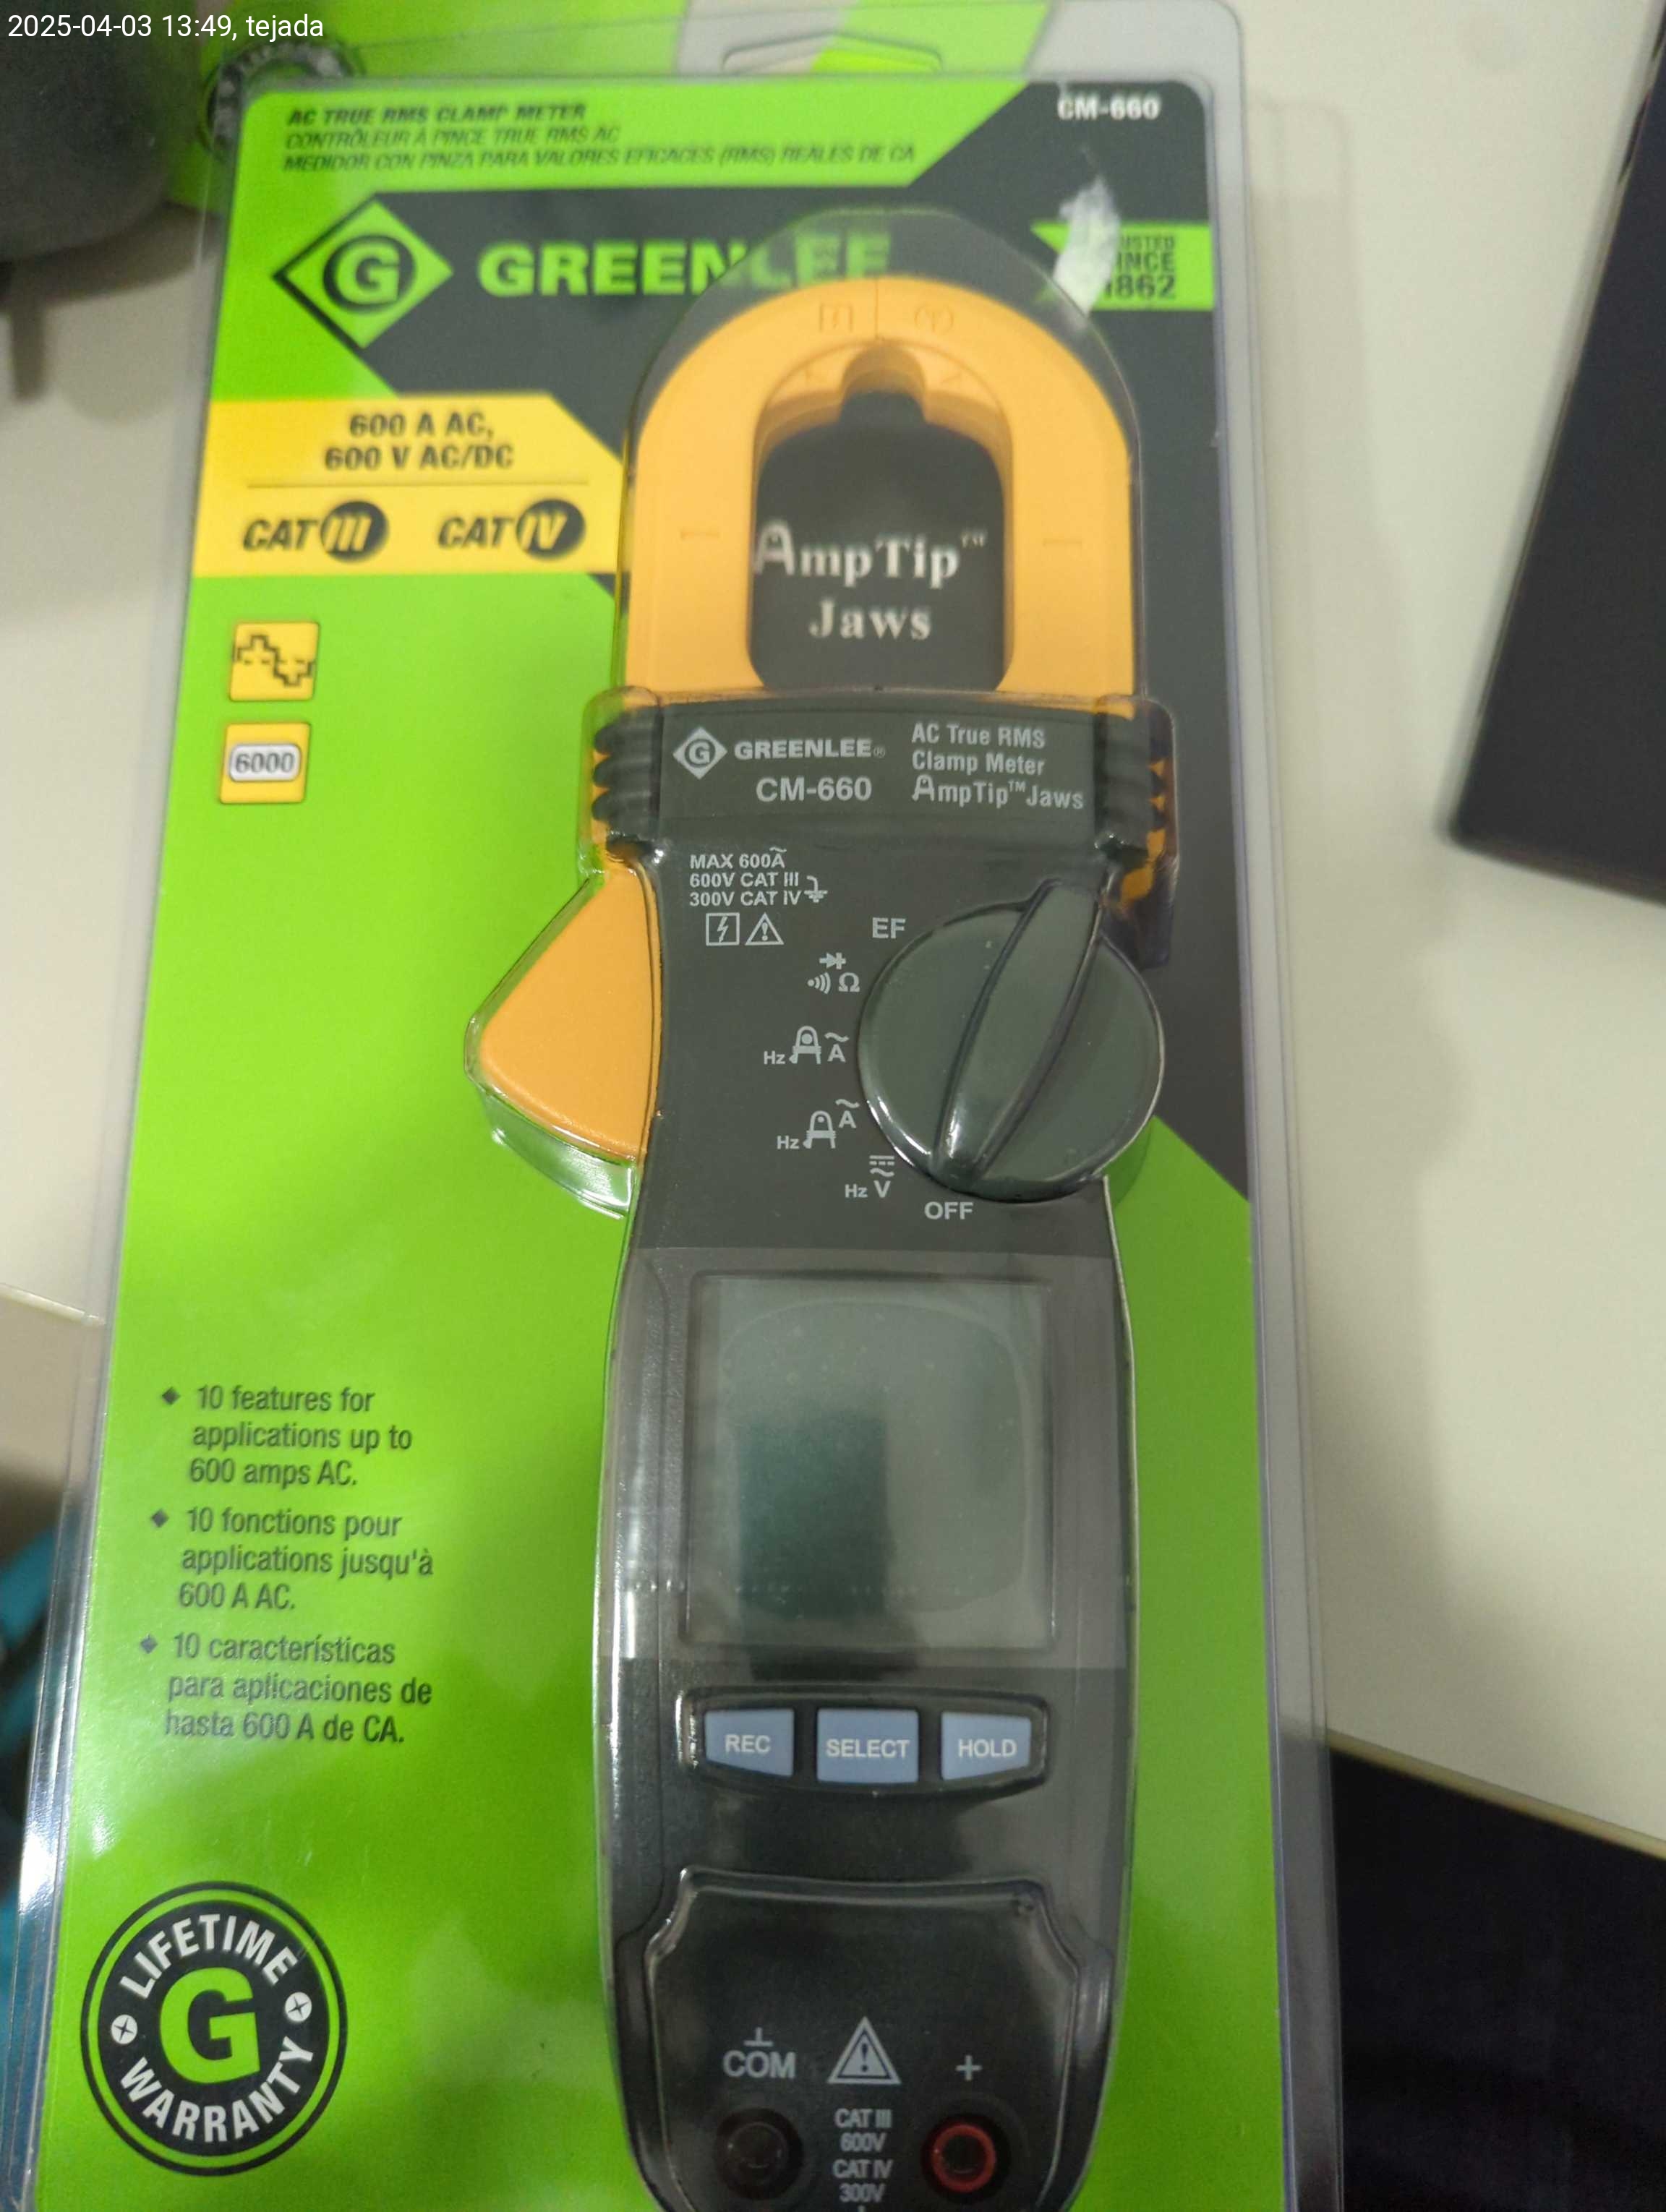 2025-04-03 13:49, tejada
AC TRUE RMS CLAMP METER
CONTRÔLEUR À PINCE TRUE RMS AC
MEDIDOR CON PINZA PARA VALORES EFICACES (RMS) REALES DE CA
CM-660
G GREENLEE
862
600 A AC,
600 V AC/DC
CAT III CAT IV
AmpTip™
Jaws
6000
G GREENLEE®
CM-660
AC True RMS
Clamp Meter
AmpTip™Jaws
MAX 600A
600V CAT III
300V CAT IV
EF
Ω
Hz A
Hz A
Hz V
OFF
10 features for
applications up to
600 amps AC.
10 fonctions pour
applications jusqu'à
600 A AC.
10 características
para aplicaciones de
hasta 600 A de CA.
REC SELECT HOLD
LIFETIME
G
WARRANTY
COM +
CAT III
600V
CAT IV
300V